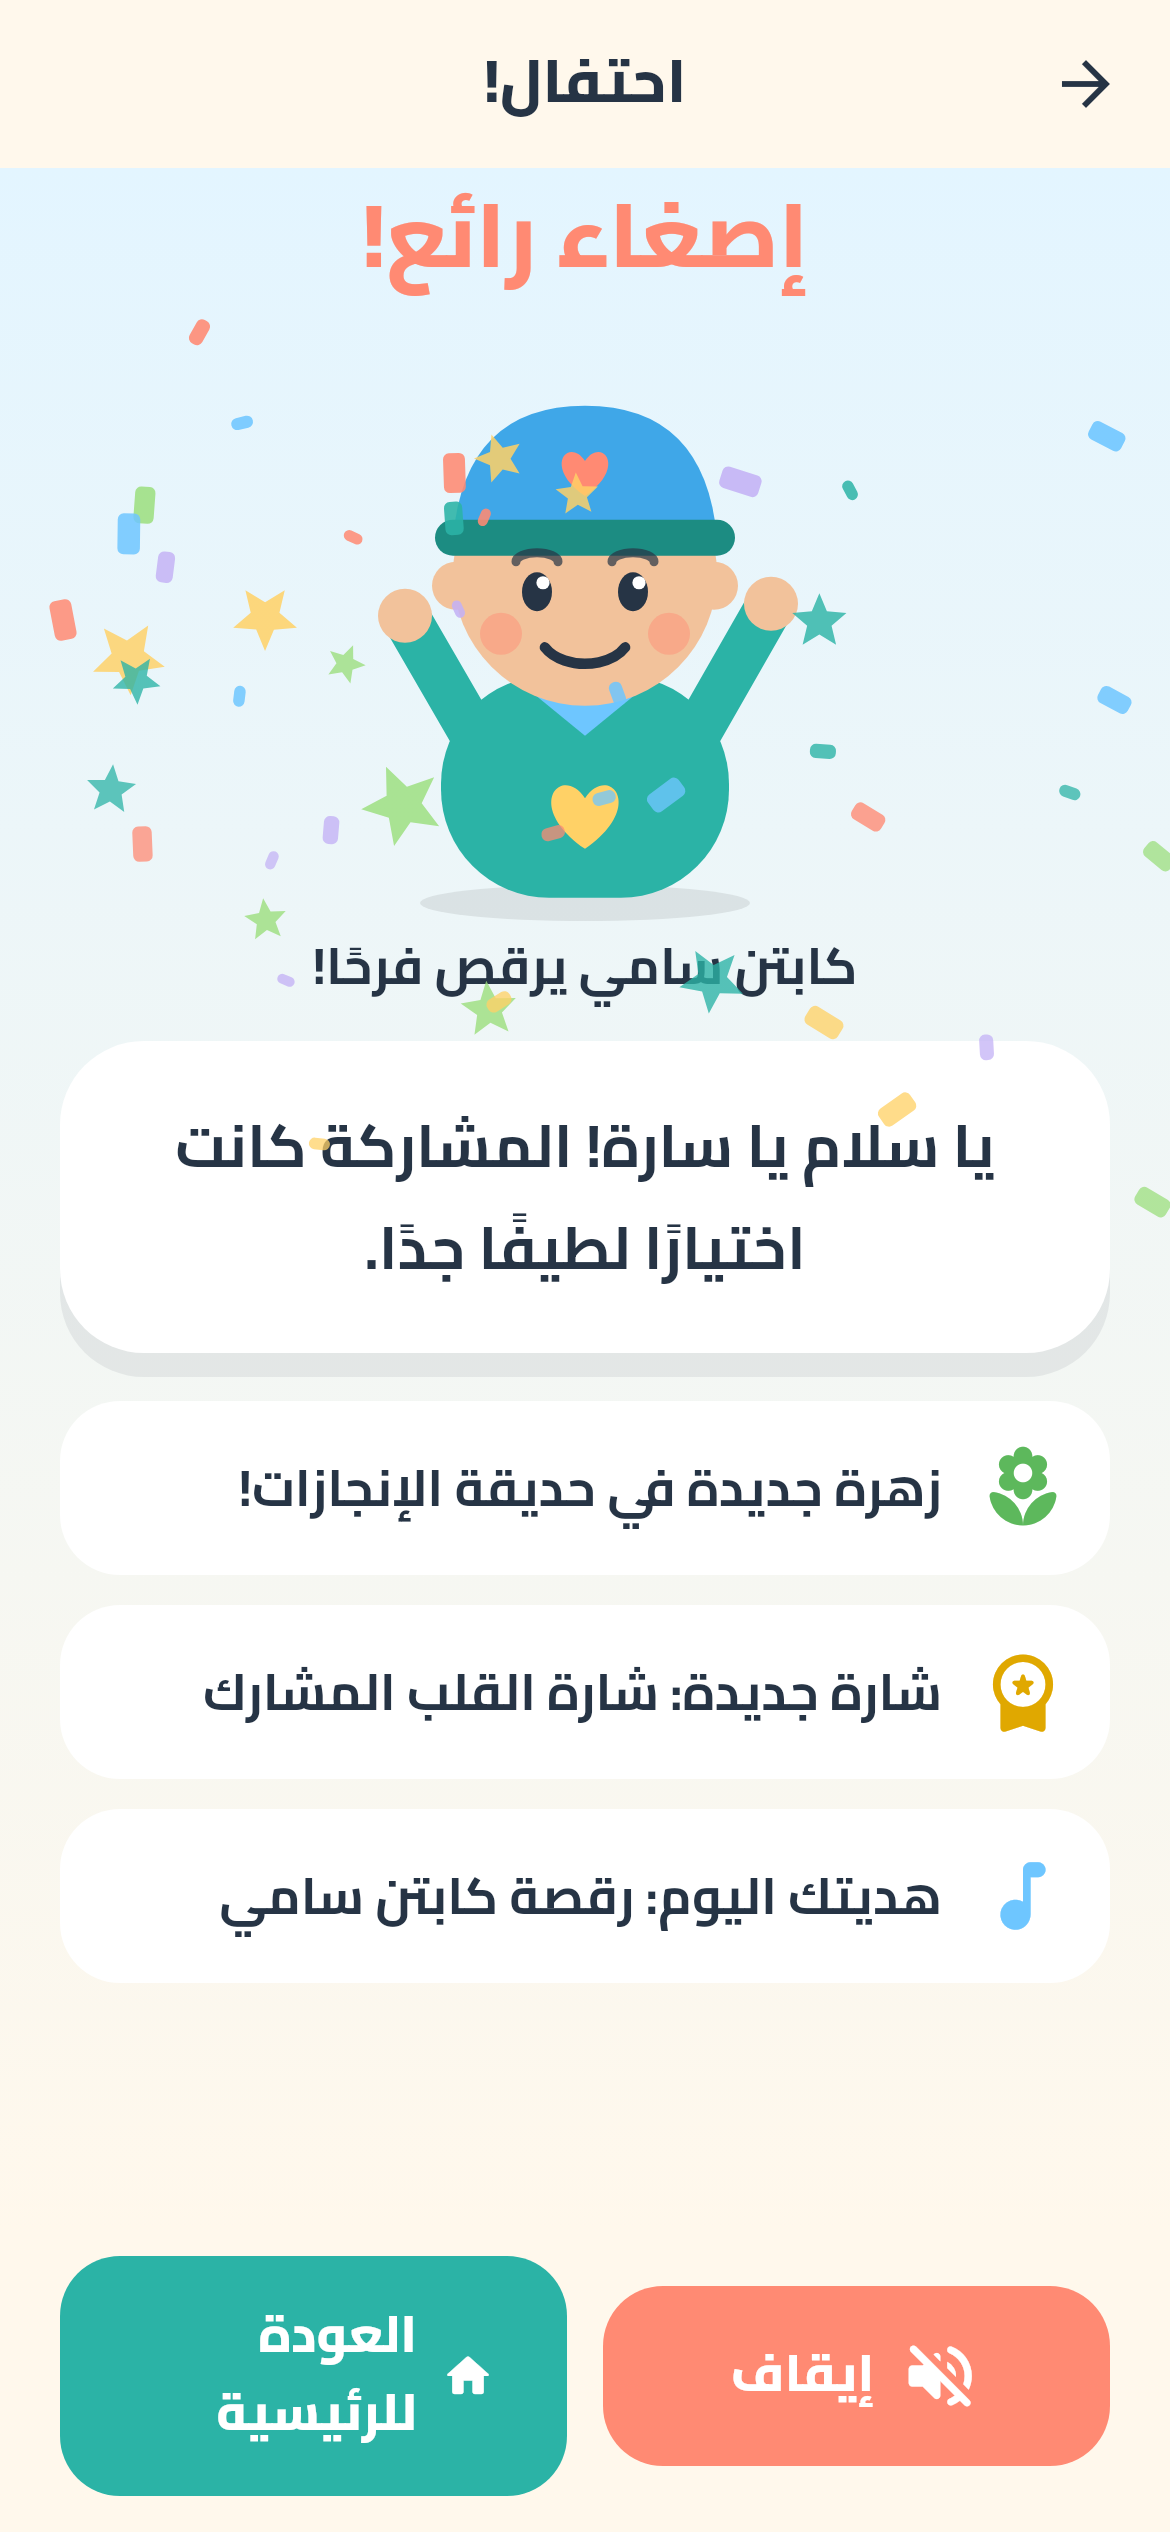 احتفال!
إصغاء رائع!
كابتن سامي يرقص فرحًا!
يا سلام يا سارة! المشاركة كانت
اختيارًا لطيفًا جدًا.
زهرة جديدة في حديقة الإنجازات!
شارة جديدة: شارة القلب المشارك
هديتك اليوم: رقصة كابتن سامي
إيقاف
العودة
للرئيسية